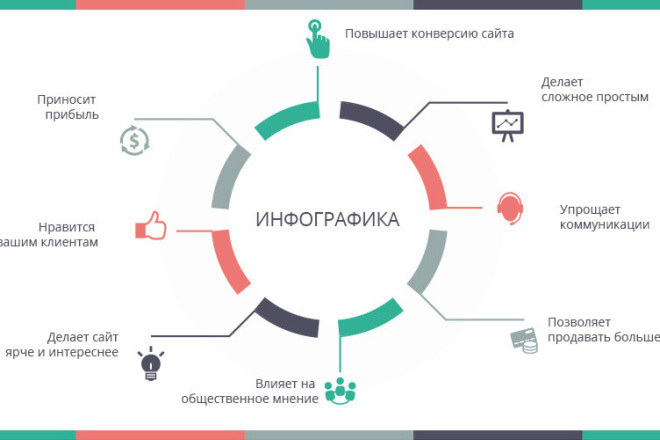 Повышает конверсию сайта
Делает
сложное простым
Приносит
прибыль
Упрощает
коммуникации
ИНФОГРАФИКА
Нравится
вашим клиентам
Позволяет
продавать больше
Делает сайт
ярче и интереснее
Влияет на
общественное мнение